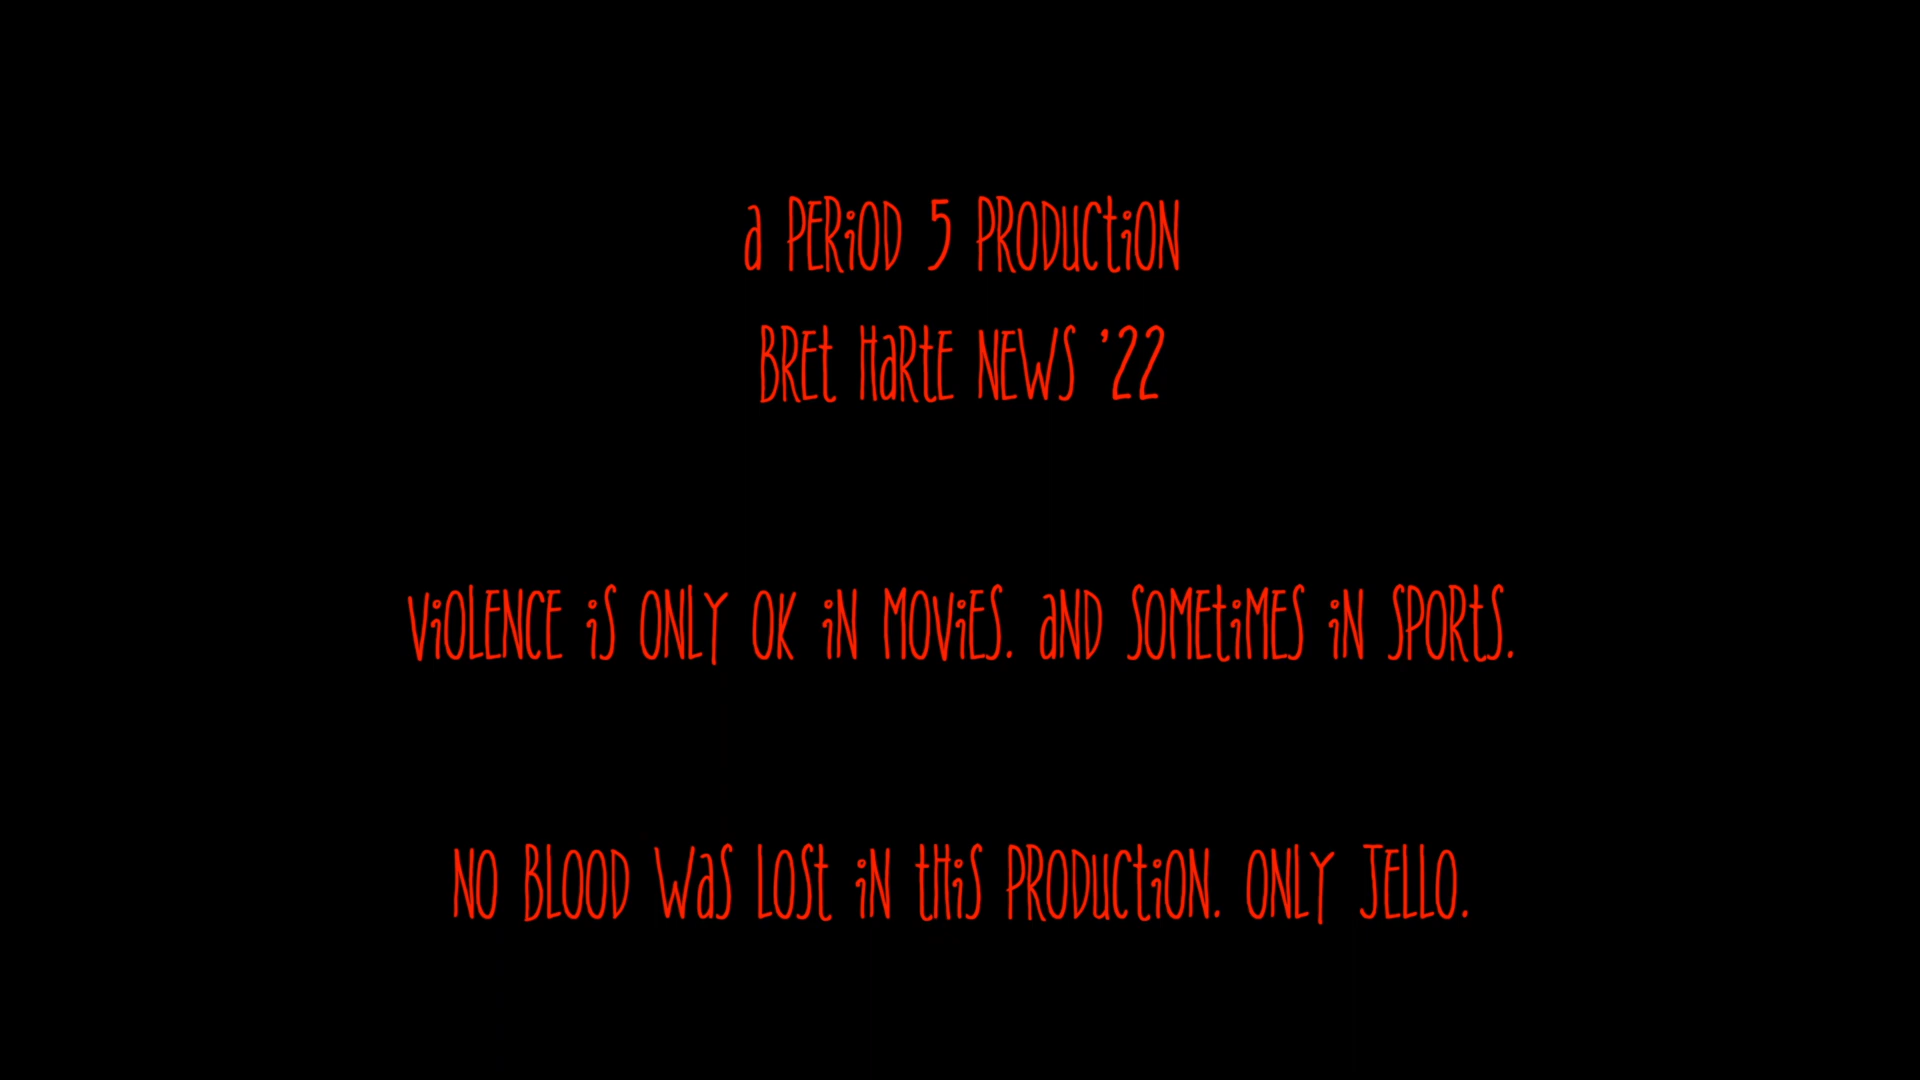 a PERiOD 5 PRODUCtiON
BREt HaRtE NEWS '22
ViOLENCE iS ONLY OK iN MOViES. aND SOMEtiMES iN SPORtS.
NO BLOOD WaS LOSt iN tHiS PRODUCtiON. ONLY JELLO.